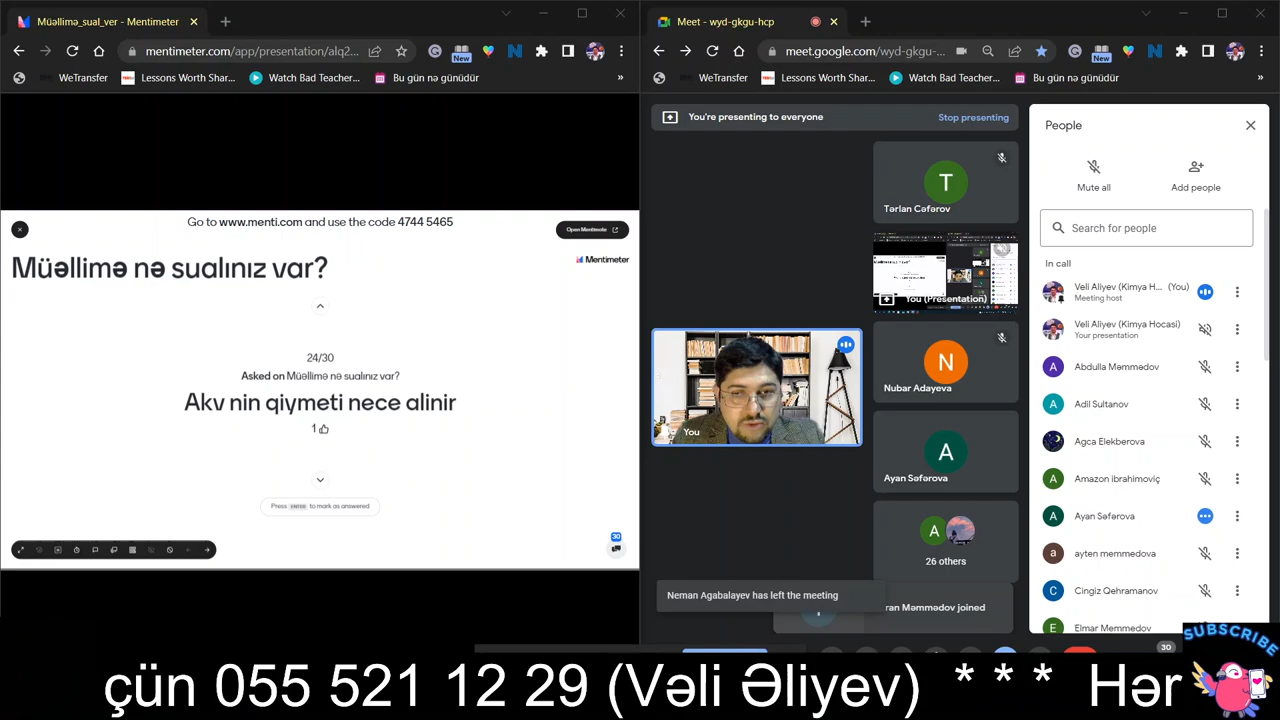 Müəllimə_sual_ver - Mentimeter
Meet - wyd-gkgu-hcp
mentimeter.com/app/presentation/alq2...
New
meet.google.com/wyd-gkgu-...
New
WeTransfer
Lessons Worth Shar...
Watch Bad Teacher...
Bu gün nə günüdür
»
WeTransfer
Lessons Worth Shar...
Watch Bad Teacher...
Bu gün nə günüdür
»
Go to www.menti.com and use the code 4744 5465
Open Mentimote
Mentimeter
Müəllimə nə sualınız var?
24/30
Asked on Müəllimə nə sualınız var?
Akv nin qiymeti nece alinir
1
Press ENTER to mark as answered
30
You're presenting to everyone
Stop presenting
T
Tərlan Cəfərov
You (Presentation)
N
Nubar Adayeva
You
A
Ayan Səfərova
A
26 others
Neman Agabalayev has left the meeting
ran Məmmədov joined
People
Mute all
Add people
Search for people
In call
Veli Aliyev (Kimya H... (You)
Meeting host
Veli Aliyev (Kimya Hocasi)
Your presentation
A Abdulla Məmmədov
A Adil Sultanov
Agca Elekberova
A Amazon ibrahimoviç
A Ayan Səfərova
a ayten memmedova
C Cingiz Qehramanov
E Elmar Memmedov
30
SUBSCRIBE
çün 055 521 12 29 (Vəli Əliyev) * * * Hər